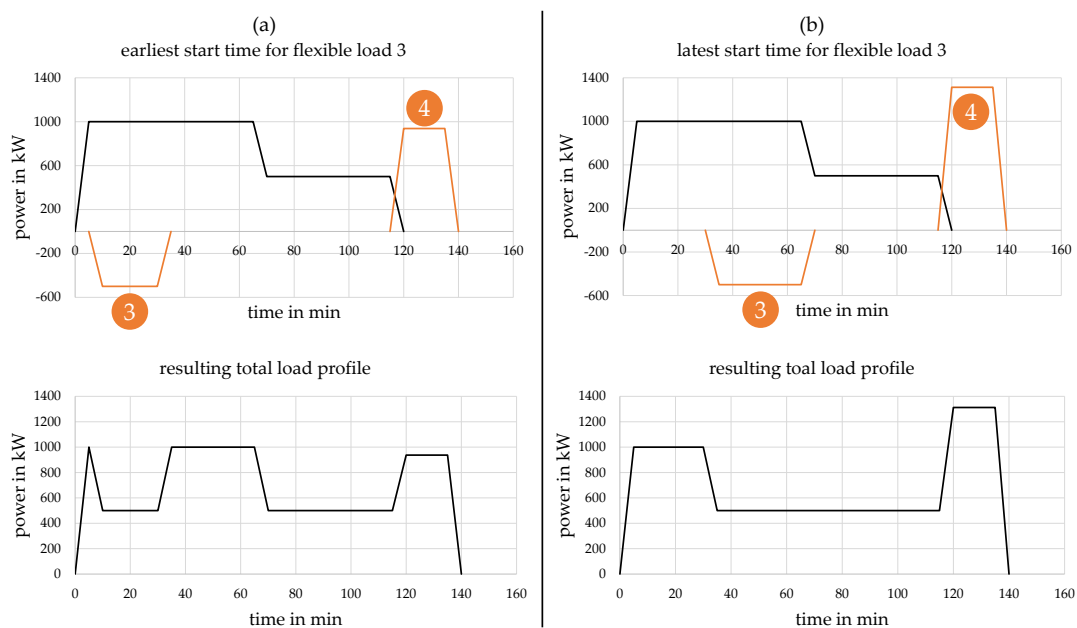 (a)
earliest start time for flexible load 3
1400
1000
600
200
-200
-600
0 20 40 60 80 100 120 140 160
power in kW
time in min
3
4
resulting total load profile
1400
1200
1000
800
600
400
200
0
0 20 40 60 80 100 120 140 160
power in kW
time in min
(b)
latest start time for flexible load 3
1400
1000
600
200
-200
-600
0 20 40 60 80 100 120 140 160
power in kW
time in min
3
4
resulting toal load profile
1400
1200
1000
800
600
400
200
0
0 20 40 60 80 100 120 140 160
power in kW
time in min